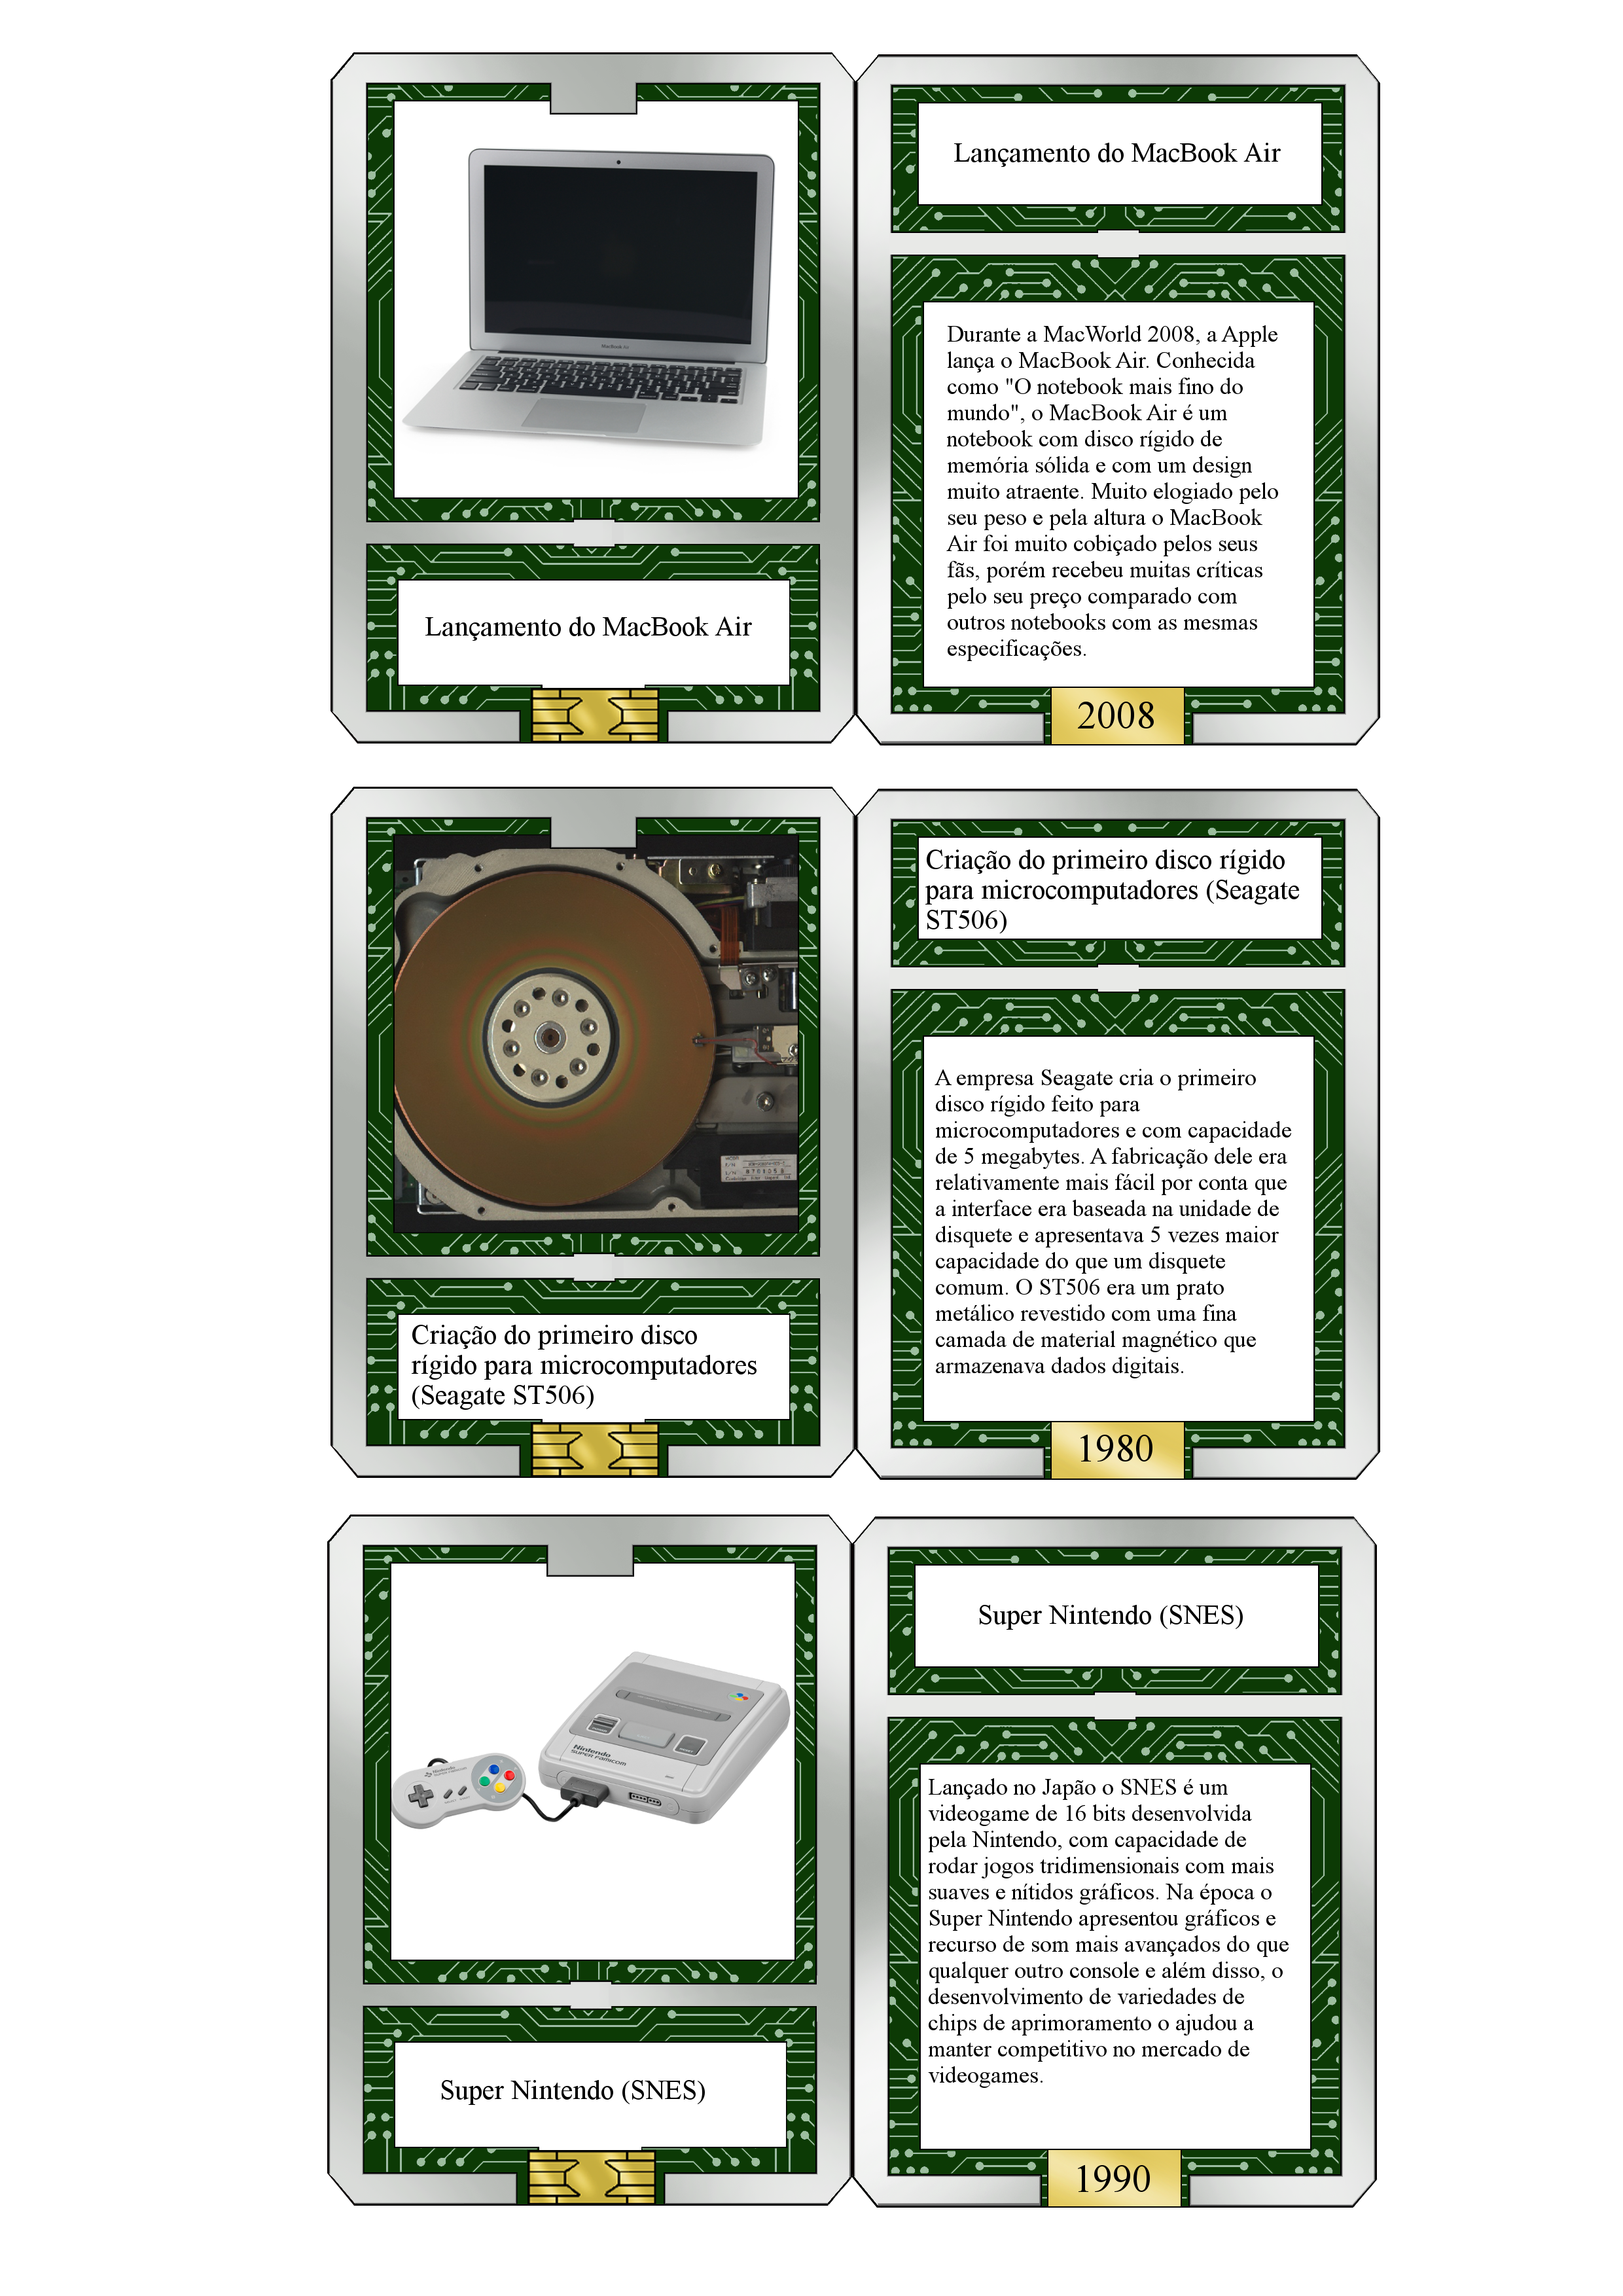 MacBook Air
Lançamento do MacBook Air
Lançamento do MacBook Air
Durante a MacWorld 2008, a Apple
lança o MacBook Air. Conhecida
como "O notebook mais fino do
mundo", o MacBook Air é um
notebook com disco rígido de
memória sólida e com um design
muito atraente. Muito elogiado pelo
seu peso e pela altura o MacBook
Air foi muito cobiçado pelos seus
fãs, porém recebeu muitas críticas
pelo seu preço comparado com
outros notebooks com as mesmas
especificações.
2008
Criação do primeiro disco
rígido para microcomputadores
(Seagate ST506)
Criação do primeiro disco rígido
para microcomputadores (Seagate
ST506)
A empresa Seagate cria o primeiro
disco rígido feito para
microcomputadores e com capacidade
de 5 megabytes. A fabricação dele era
relativamente mais fácil por conta que
a interface era baseada na unidade de
disquete e apresentava 5 vezes maior
capacidade do que um disquete
comum. O ST506 era um prato
metálico revestido com uma fina
camada de material magnético que
armazenava dados digitais.
1980
Nintendo
SUPER FAMICOM
Super Nintendo (SNES)
Super Nintendo (SNES)
Lançado no Japão o SNES é um
videogame de 16 bits desenvolvida
pela Nintendo, com capacidade de
rodar jogos tridimensionais com mais
suaves e nítidos gráficos. Na época o
Super Nintendo apresentou gráficos e
recurso de som mais avançados do que
qualquer outro console e além disso, o
desenvolvimento de variedades de
chips de aprimoramento o ajudou a
manter competitivo no mercado de
videogames.
1990